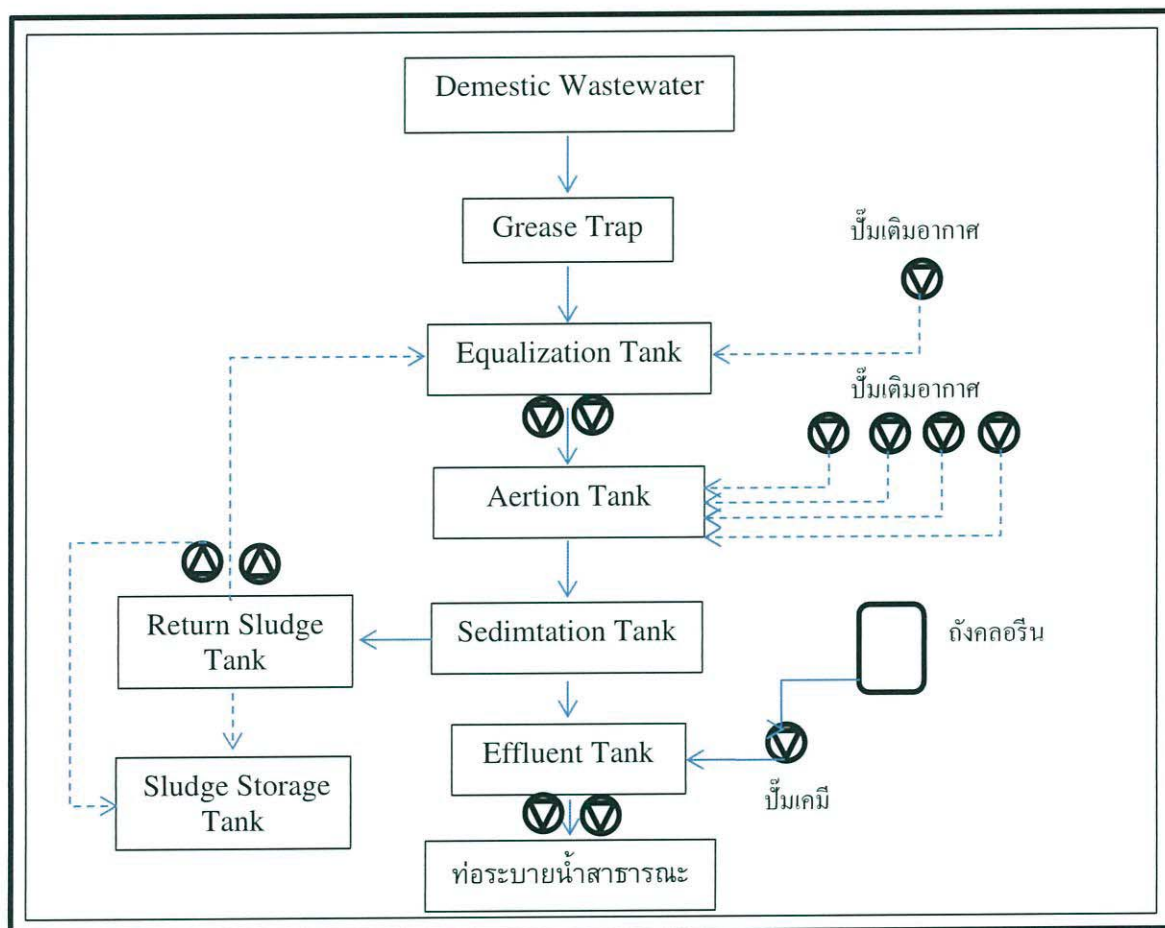 Demestic Wastewater
Grease Trap
ปั๊มเติมอากาศ
Equalization Tank
ปั๊มเติมอากาศ
Aertion Tank
Return Sludge
Tank
Sedimtation Tank
ถังคลอรีน
Effluent Tank
ปั๊มเคมี
Sludge Storage
Tank
ท่อระบายน้ำสาธารณะ